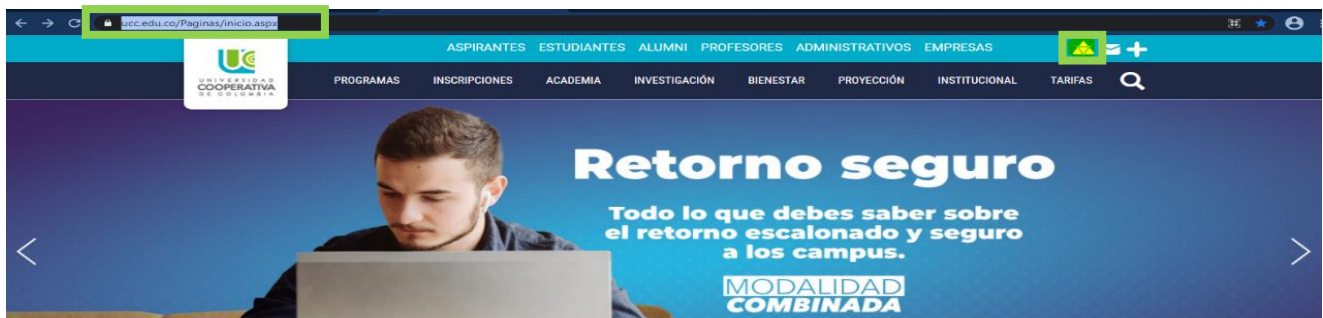 ucc.edu.co/Paginas/inicio.aspx
ASPIRANTES ESTUDIANTES ALUMNI PROFESORES ADMINISTRATIVOS EMPRESAS
UNIVERSIDAD
COOPERATIVA
DE COLOMBIA
PROGRAMAS INSCRIPCIONES ACADEMIA INVESTIGACIÓN BIENESTAR PROYECCIÓN INSTITUCIONAL TARIFAS
Retorno seguro
Todo lo que debes saber sobre
el retorno escalonado y seguro
a los campus.
MODALIDAD
COMBINADA